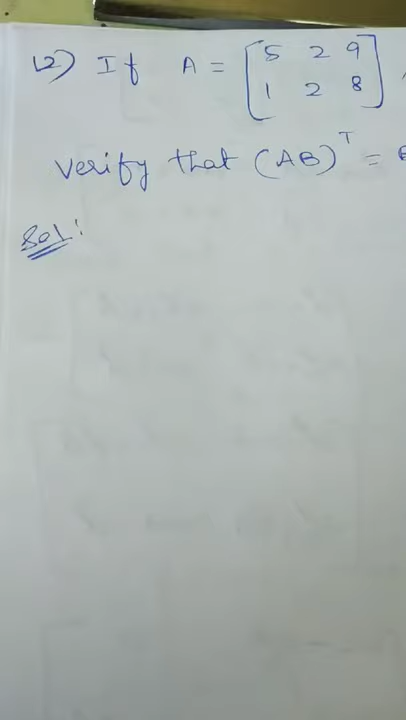 12) If A = [5 2 9
1 2 8]
Verify that (AB)ᵀ =
Sol: